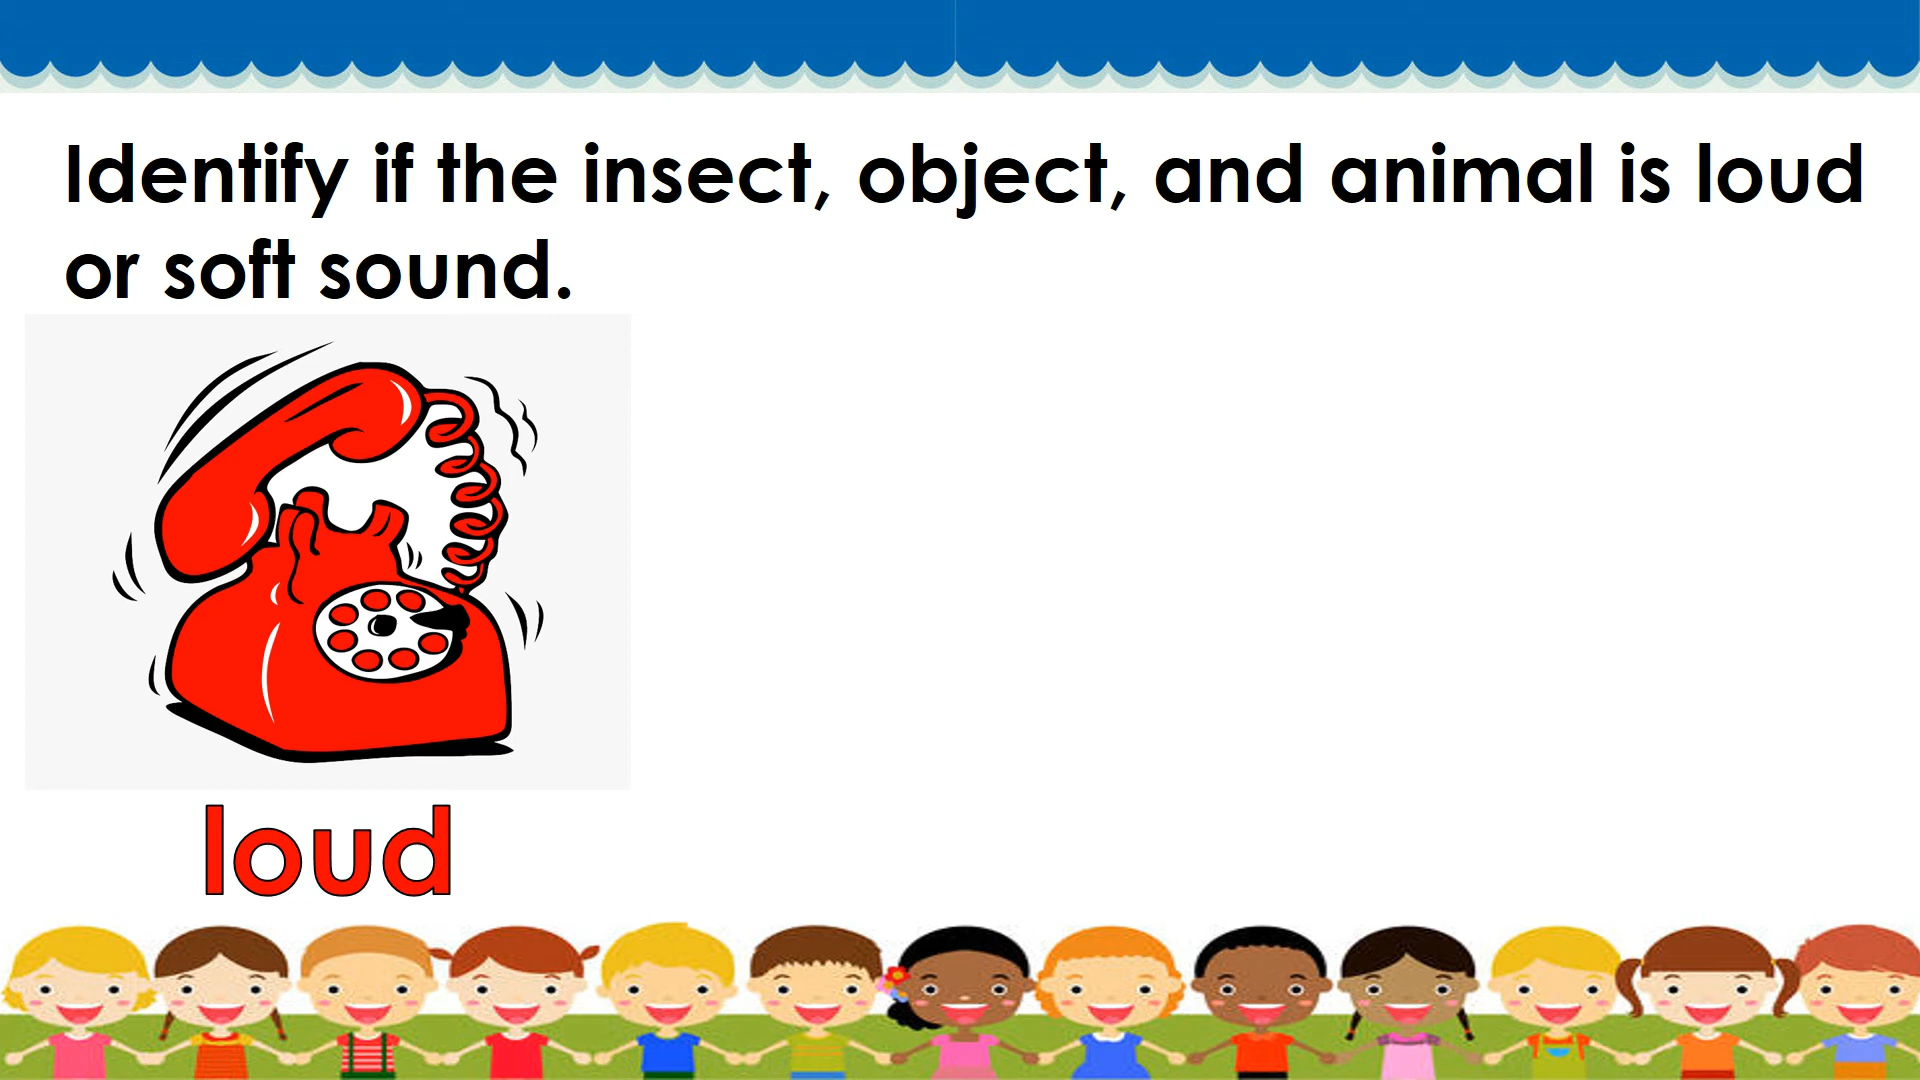 Identify if the insect, object, and animal is loud
or soft sound.
loud